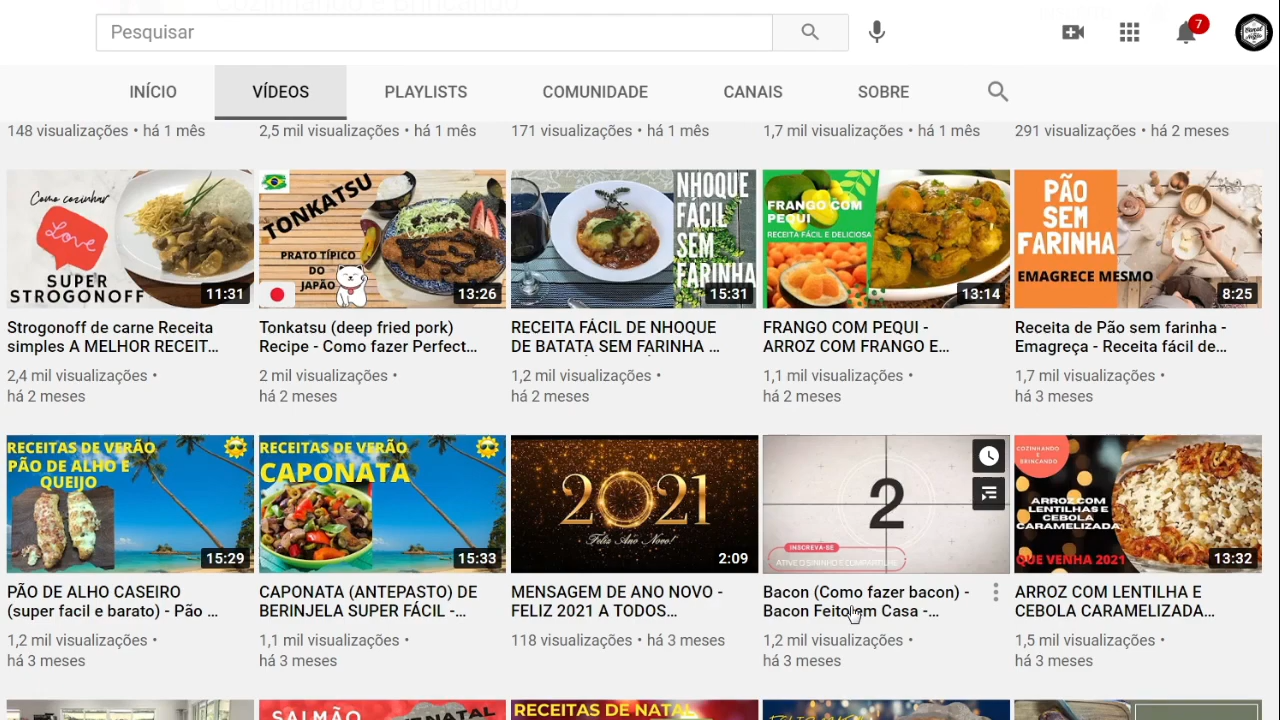 Pesquisar
7
INÍCIO
VÍDEOS
PLAYLISTS
COMUNIDADE
CANAIS
SOBRE
148 visualizações • há 1 mês
2,5 mil visualizações • há 1 mês
171 visualizações • há 1 mês
1,7 mil visualizações • há 1 mês
291 visualizações • há 2 meses
Como cozinhar
Love
SUPER
STROGONOFF
11:31
TONKATSU
PRATO TÍPICO
DO
JAPÃO
13:26
NHOQUE
FÁCIL
SEM
FARINHA
15:31
FRANGO COM
PEQUI
RECEITA FÁCIL E DELICIOSA
13:14
PÃO
SEM
FARINHA
EMAGRECE MESMO
8:25
Strogonoff de carne Receita
simples A MELHOR RECEIT...
2,4 mil visualizações •
há 2 meses
Tonkatsu (deep fried pork)
Recipe - Como fazer Perfect...
2 mil visualizações •
há 2 meses
RECEITA FÁCIL DE NHOQUE
DE BATATA SEM FARINHA ...
1,2 mil visualizações •
há 2 meses
FRANGO COM PEQUI -
ARROZ COM FRANGO E...
1,1 mil visualizações •
há 2 meses
Receita de Pão sem farinha -
Emagreça - Receita fácil de...
1,7 mil visualizações •
há 3 meses
RECEITAS DE VERÃO
PÃO DE ALHO E
QUEIJO
15:29
RECEITAS DE VERÃO
CAPONATA
15:33
2021
Feliz Ano Novo!
2:09
2
INSCREVA-SE
ATIVE O SININHO E COMPARTILHE
COZINHANDO
E
BRINCANDO
ARROZ COM
LENTILHAS E
CEBOLA
CARAMELIZADA
QUE VENHA 2021
13:32
PÃO DE ALHO CASEIRO
(super facil e barato) - Pão ...
1,2 mil visualizações •
há 3 meses
CAPONATA (ANTEPASTO) DE
BERINJELA SUPER FÁCIL -...
1,1 mil visualizações •
há 3 meses
MENSAGEM DE ANO NOVO -
FELIZ 2021 A TODOS...
118 visualizações • há 3 meses
Bacon (Como fazer bacon) -
Bacon Feito em Casa -...
1,2 mil visualizações •
há 3 meses
ARROZ COM LENTILHA E
CEBOLA CARAMELIZADA...
1,5 mil visualizações •
há 3 meses
SALMÃO
NATAL
RECEITAS DE NATAL